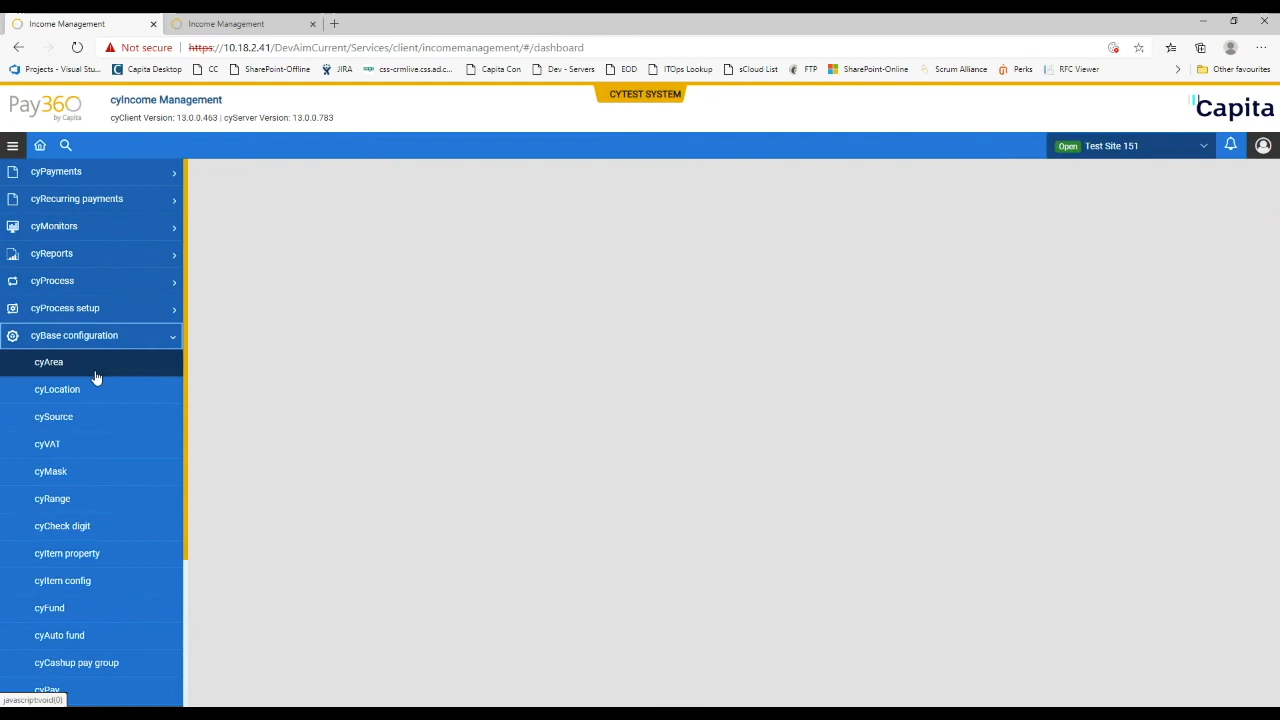 Income Management
Income Management
Not secure
https://10.18.2.41/DevAimCurrent/Services/client/incomemanagement/#/dashboard
Projects - Visual Stu...
Capita Desktop
CC
SharePoint-Offline
JIRA
css-crmlive.css.ad.c...
Capita Con
Dev - Servers
EOD
ITOps Lookup
sCloud List
FTP
SharePoint-Online
Scrum Alliance
Perks
RFC Viewer
Other favourites
Pay360
by Capita
cyIncome Management
cyClient Version: 13.0.0.463 | cyServer Version: 13.0.0.783
CYTEST SYSTEM
Capita
Open Test Site 151
cyPayments
cyRecurring payments
cyMonitors
cyReports
cyProcess
cyProcess setup
cyBase configuration
cyArea
cyLocation
cySource
cyVAT
cyMask
cyRange
cyCheck digit
cyItem property
cyItem config
cyFund
cyAuto fund
cyCashup pay group
cyPay
javascript:void(0)